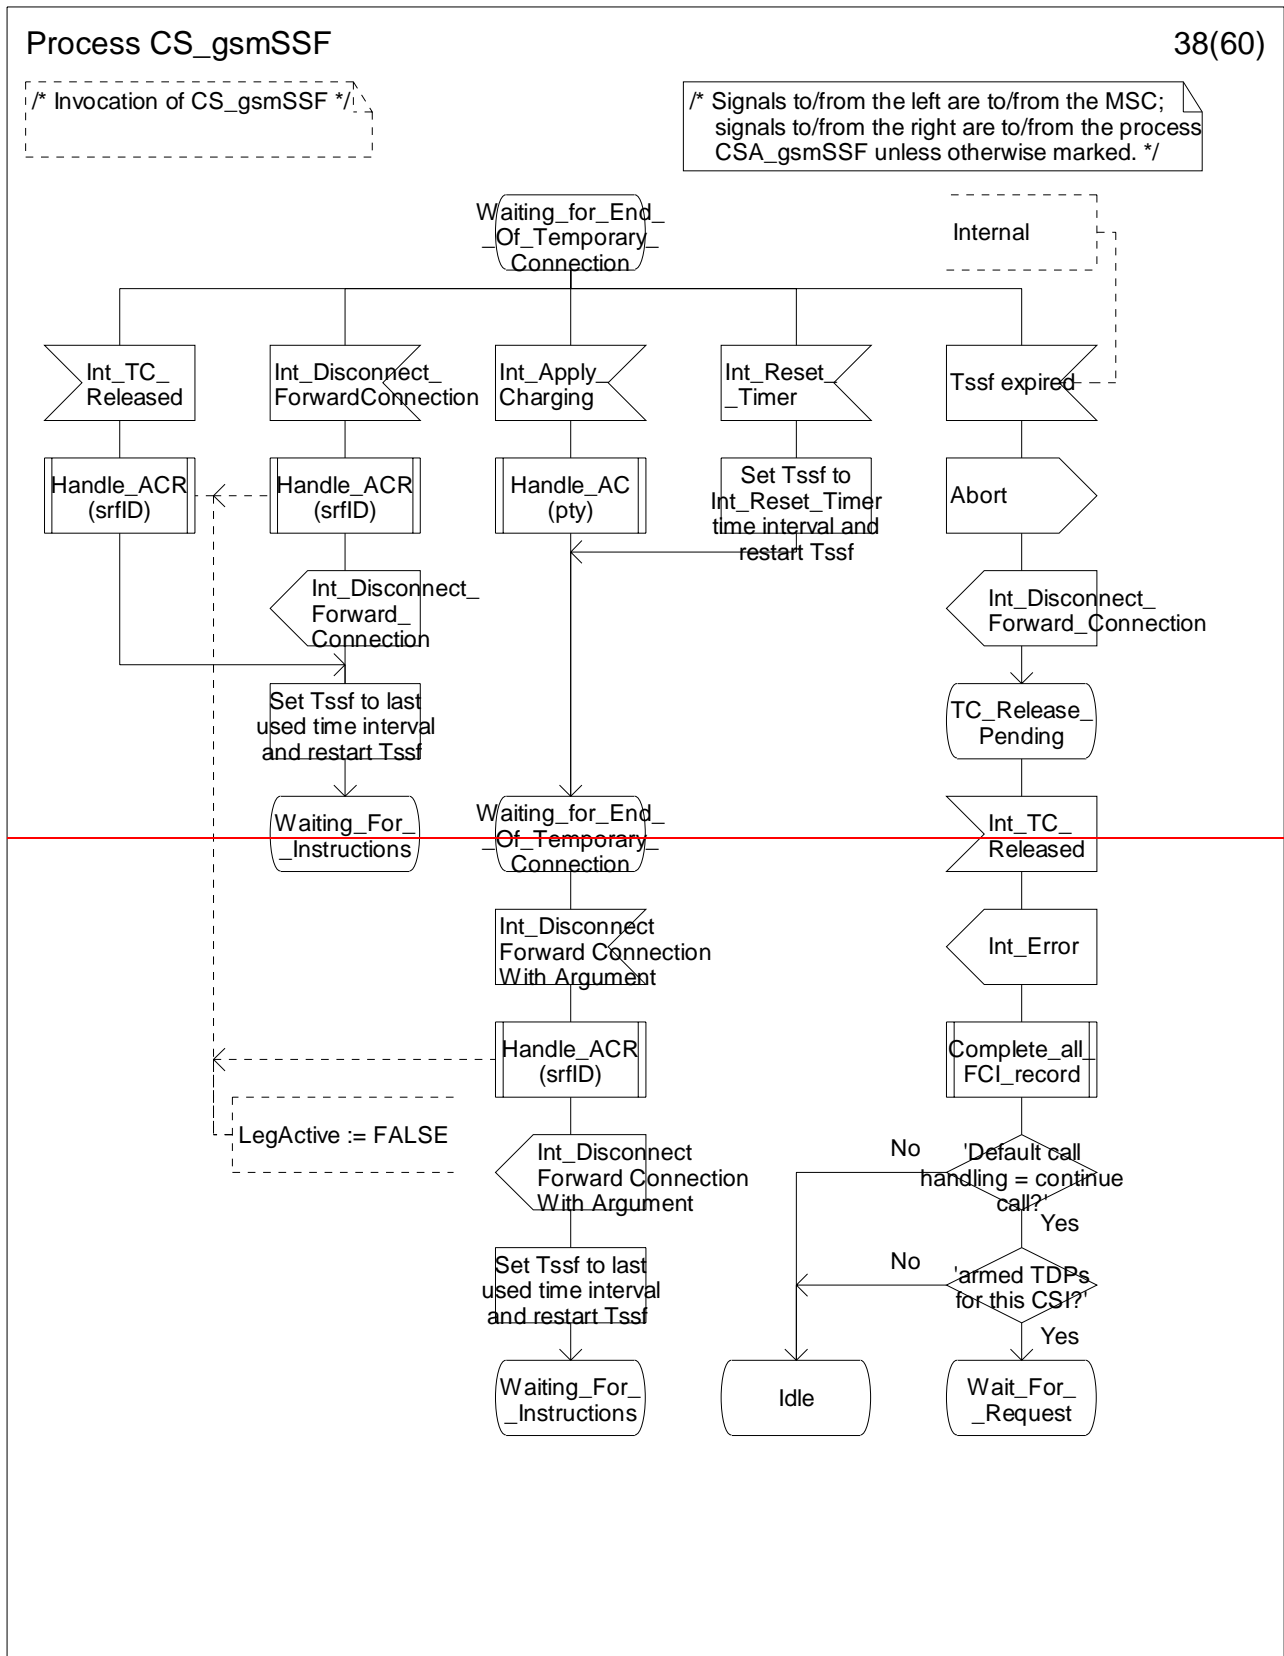 Process CS_gsmSSF
38(60)
/* Invocation of CS_gsmSSF */
/* Signals to/from the left are to/from the MSC;
signals to/from the right are to/from the process
CSA_gsmSSF unless otherwise marked. */
Waiting_for_End_
_Of_Temporary_
Connection
Internal
Int_TC_
Released
Int_Disconnect_
ForwardConnection
Int_Apply_
Charging
Int_Reset_
_Timer
Tssf expired
Handle_ACR
(srfID)
Handle_ACR
(srfID)
Handle_AC
(pty)
Set Tssf to
Int_Reset_Timer
time interval and
restart Tssf
Abort
Int_Disconnect_
Forward_
Connection
Int_Disconnect_
Forward_Connection
Set Tssf to last
used time interval
and restart Tssf
TC_Release_
Pending
Waiting_For_
_Instructions
Waiting_for_End_
_Of_Temporary_
Connection
Int_TC_
Released
Int_Disconnect
Forward Connection
With Argument
Int_Error
Handle_ACR
(srfID)
Complete_all_
FCI_record
LegActive := FALSE
Int_Disconnect
Forward Connection
With Argument
No
'Default call
handling = continue
call?'
Yes
Set Tssf to last
used time interval
and restart Tssf
No
'armed TDPs
for this CSI?'
Yes
Waiting_For_
_Instructions
Idle
Wait_For_
_Request